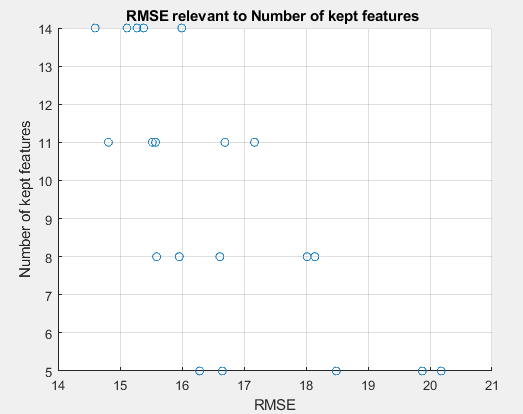 RMSE relevant to Number of kept features
14
13
12
11
10
9
8
7
6
5
Number of kept features
14 15 16 17 18 19 20 21
RMSE